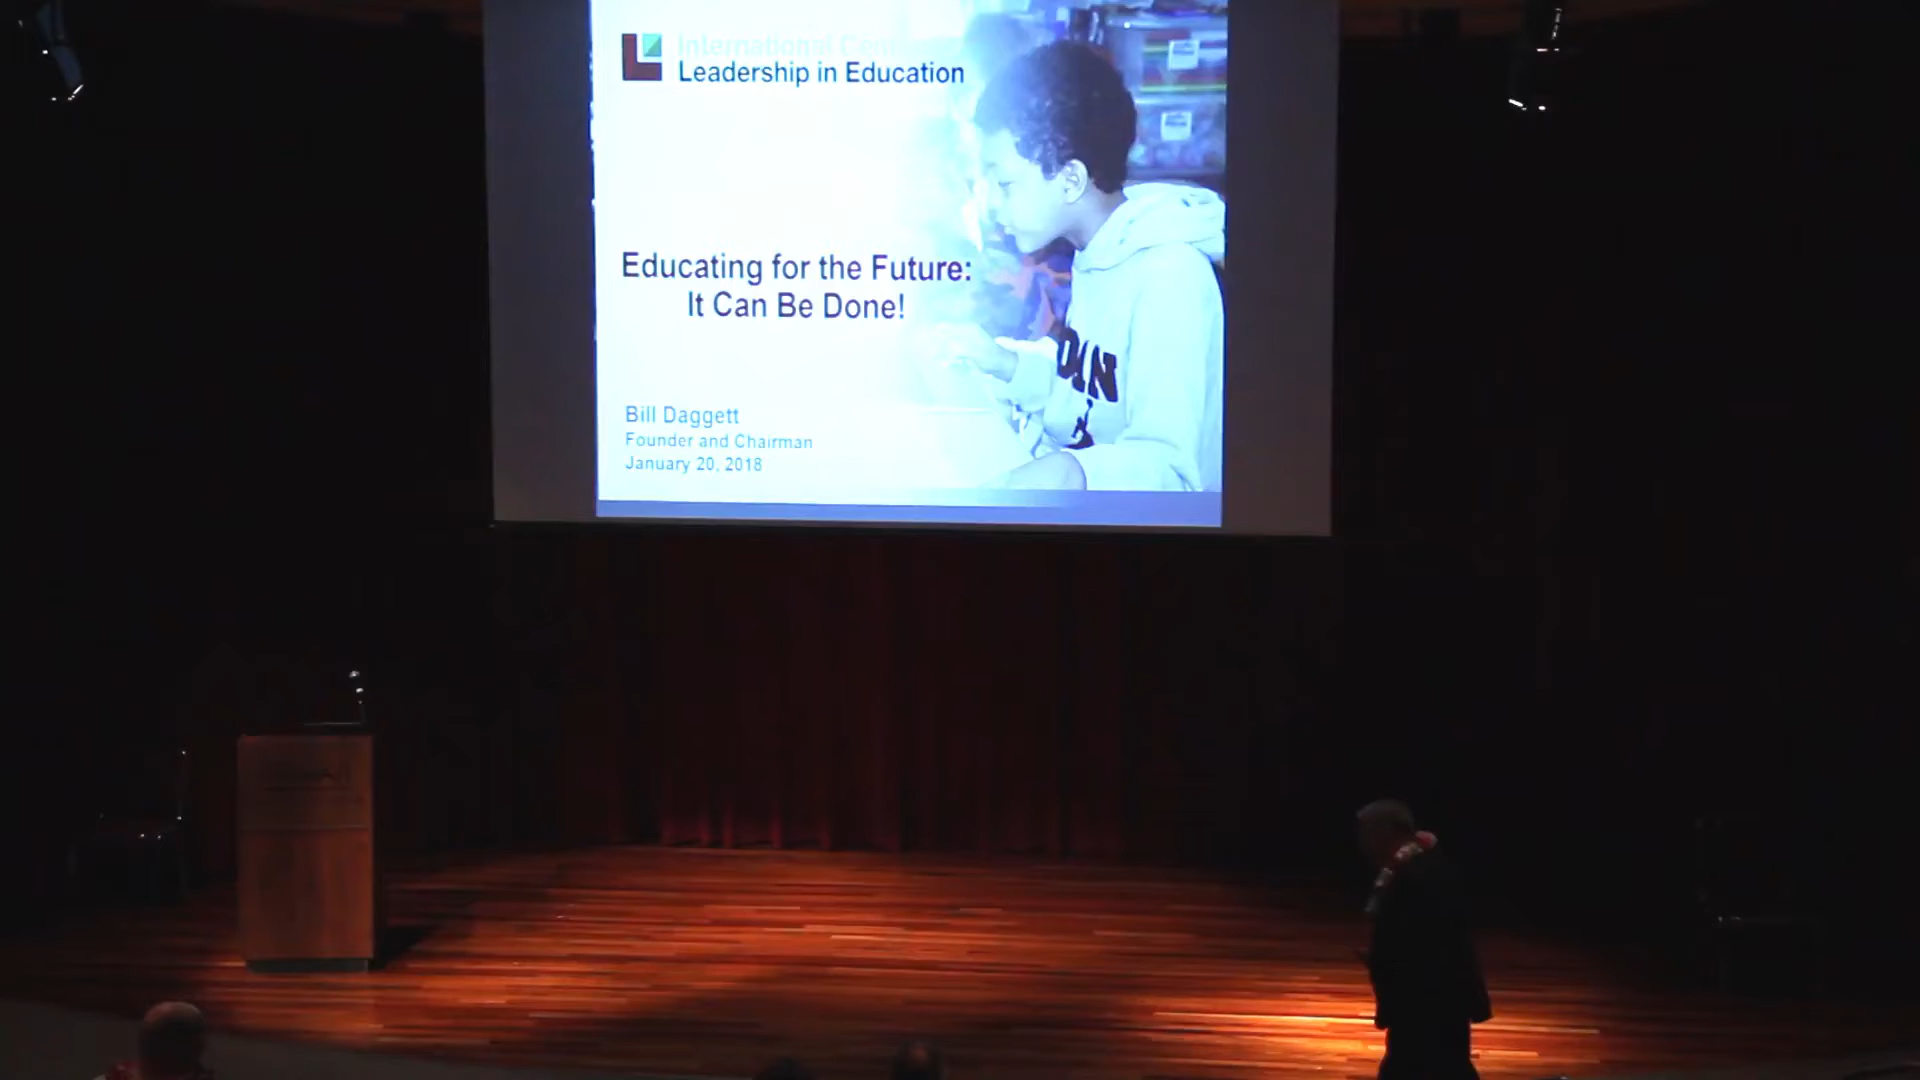 International
Leadership in Education
Educating for the Future:
It Can Be Done!
Bill Daggett
Founder and Chairman
January 20, 2018